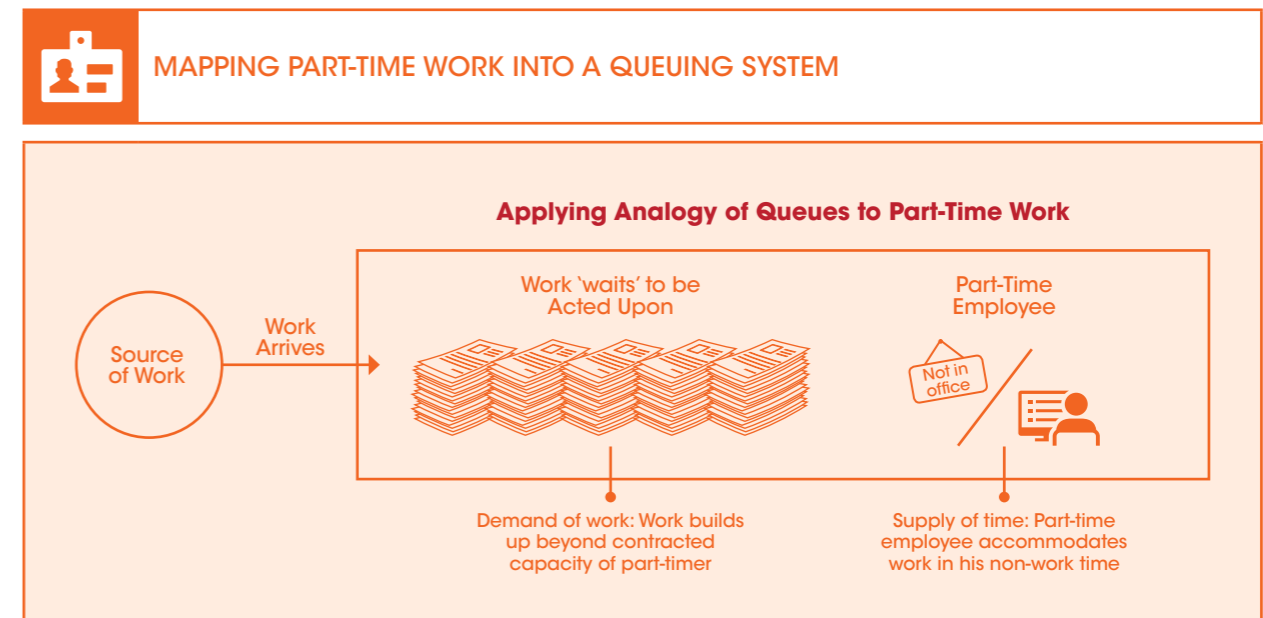 MAPPING PART-TIME WORK INTO A QUEUING SYSTEM
Applying Analogy of Queues to Part-Time Work
Source
of Work
Work
Arrives
Work ‘waits’ to be
Acted Upon
Part-Time
Employee
Not in
office
Demand of work: Work builds
up beyond contracted
capacity of part-timer
Supply of time: Part-time
employee accommodates
work in his non-work time